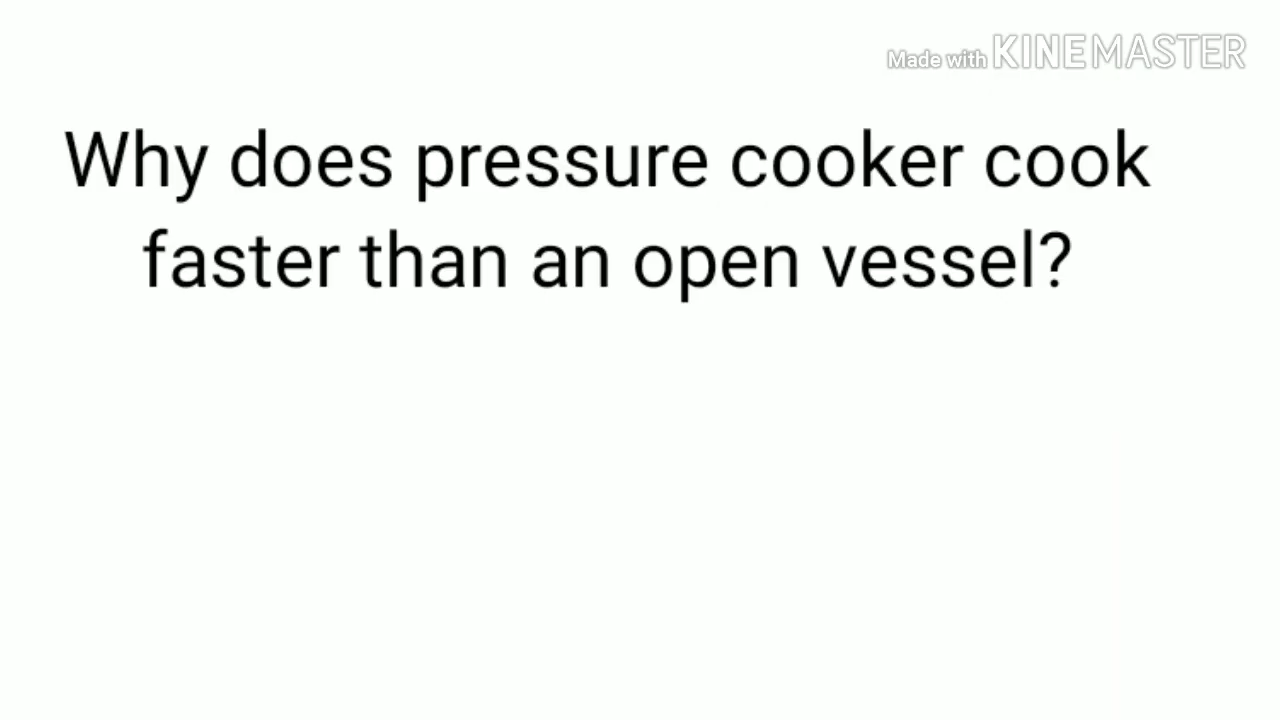 Made with KINEMASTER
Why does pressure cooker cook
faster than an open vessel?